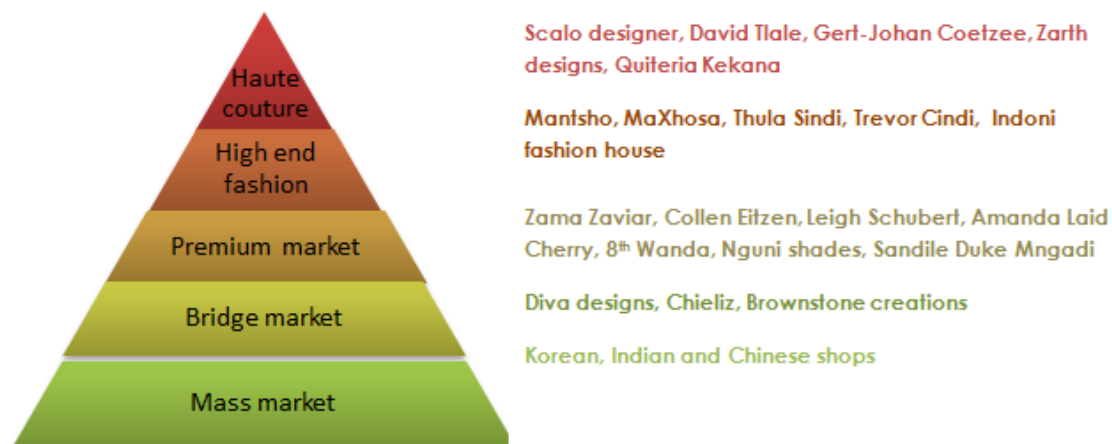 Haute
couture
Scalo designer, David Tlale, Gert-Johan Coetzee, Zarth
designs, Quiteria Kekana
High end
fashion
Mantsho, MaXhosa, Thula Sindi, Trevor Cindi, Indoni
fashion house
Premium market
Zama Zaviar, Collen Eitzen, Leigh Schubert, Amanda Laid
Cherry, 8th Wanda, Nguni shades, Sandile Duke Mngadi
Bridge market
Diva designs, Chieliz, Brownstone creations
Mass market
Korean, Indian and Chinese shops